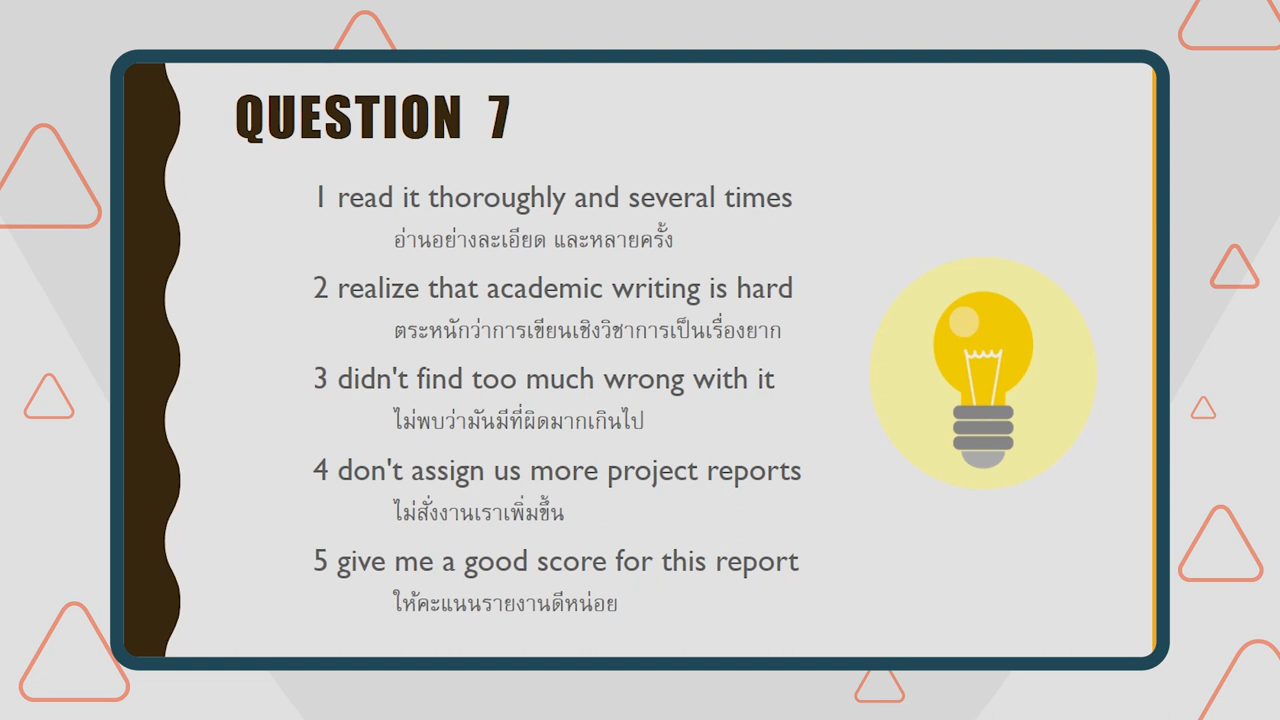 QUESTION 7
1 read it thoroughly and several times
อ่านอย่างละเอียด และหลายครั้ง
2 realize that academic writing is hard
ตระหนักว่าการเขียนเชิงวิชาการเป็นเรื่องยาก
3 didn't find too much wrong with it
ไม่พบว่ามันมีที่ผิดมากเกินไป
4 don't assign us more project reports
ไม่สั่งงานเราเพิ่มขึ้น
5 give me a good score for this report
ให้คะแนนรายงานดีหน่อย